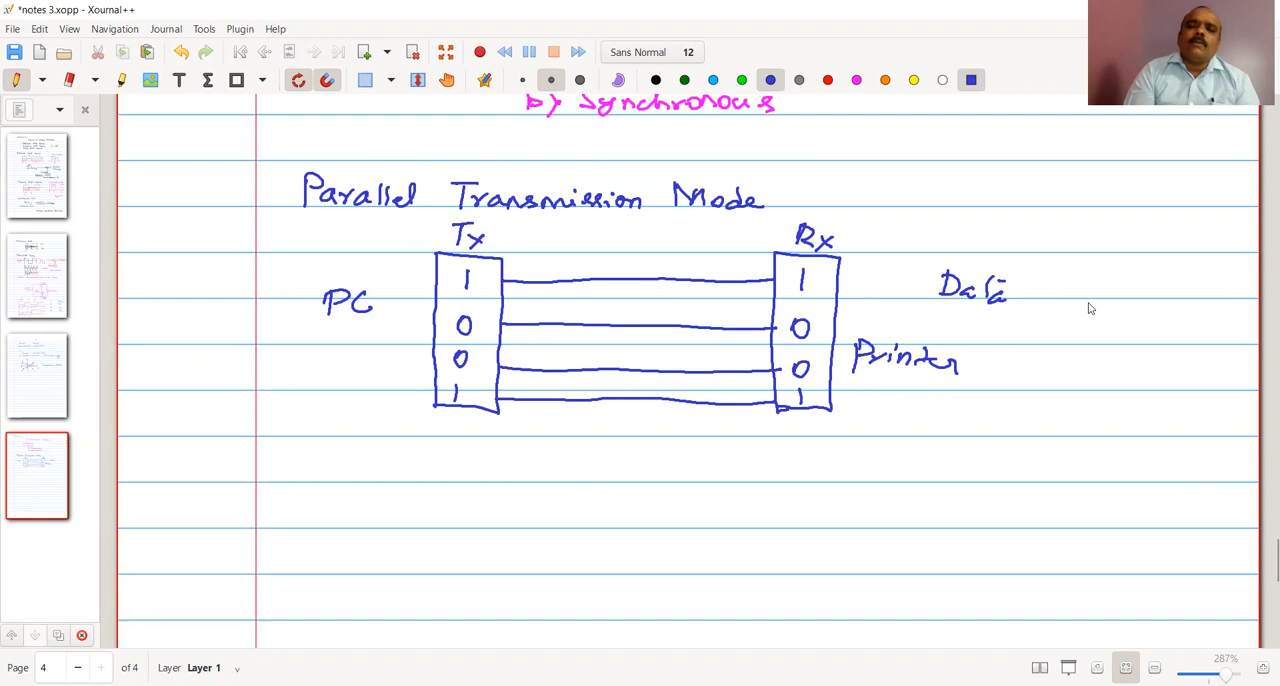 *notes 3.xopp - Xournal++
File Edit View Navigation Journal Tools Plugin Help
Sans Normal 12
b) Synchronous
Parallel Transmission Mode
Tx Rx
1 1
PC Data
0 0
0 0 Printer
1 1
Page 4 of 4 Layer Layer 1
287%